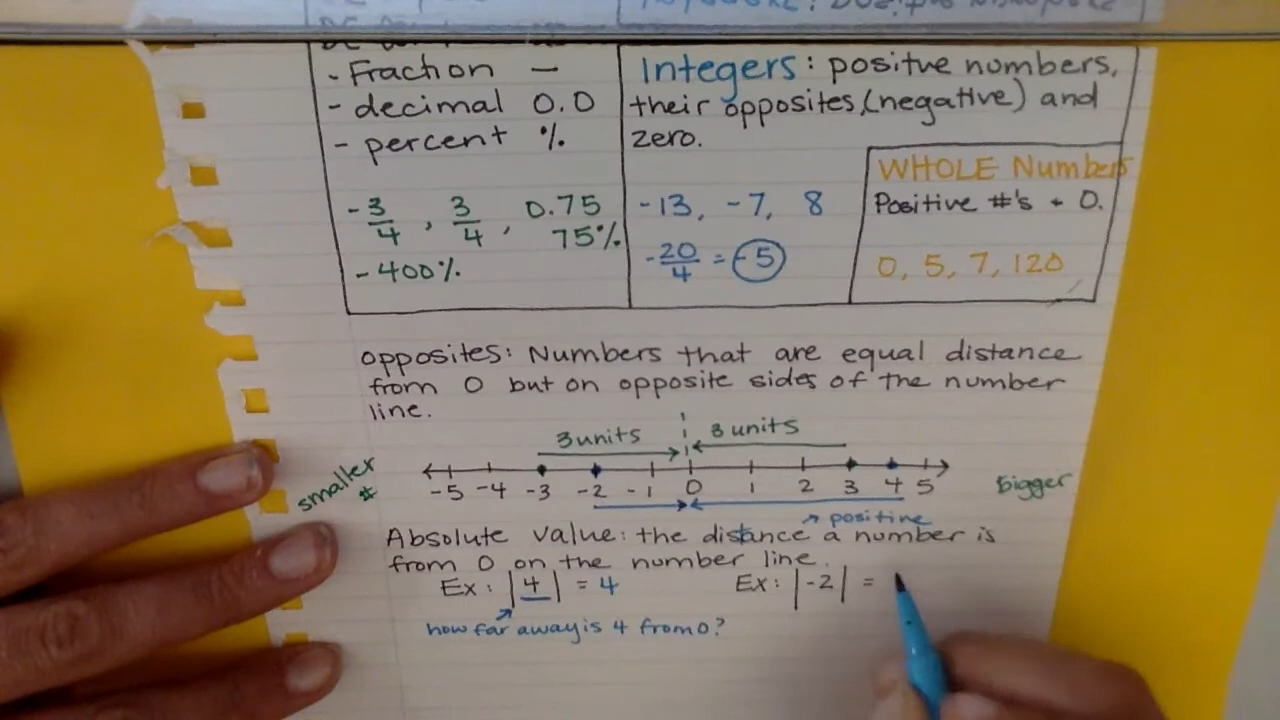 - Fraction —
- decimal 0.0
- percent %
- 3/4 , 3/4 , 0.75
75%
- 400%
Integers: positve numbers,
their opposites, (negative) and
zero.
-13, -7, 8
- 20/4 = -5
WHOLE Numbers
Positive #'s + 0.
0, 5, 7, 120
opposites: Numbers that are equal distance
from 0 but on opposite sides of the number
line.
3 units 3 units
smaller
#
-5 -4 -3 -2 -1 0 1 2 3 4 5
bigger
positive
Absolute value: the distance a number is
from 0 on the number line.
Ex: |4| = 4 Ex: |-2| =
how far away is 4 from 0?